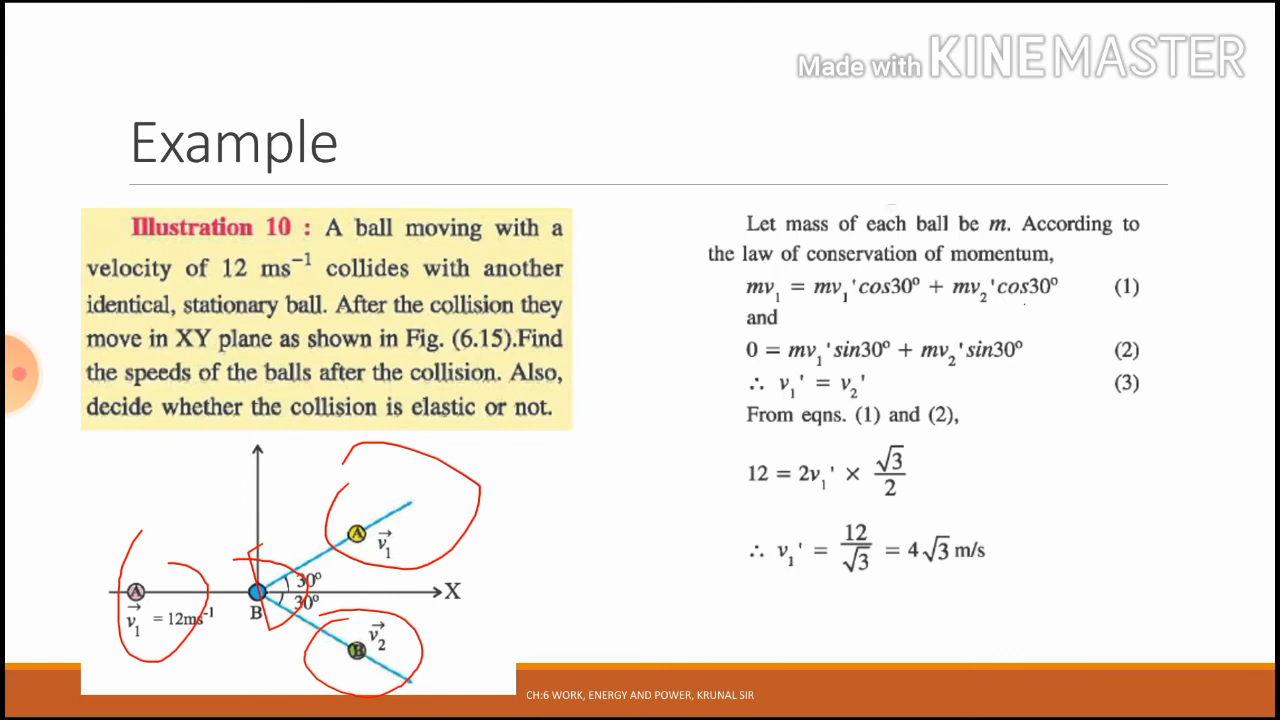 Made with KINEMASTER
Example
Illustration 10 : A ball moving with a
velocity of 12 ms⁻¹ collides with another
identical, stationary ball. After the collision they
move in XY plane as shown in Fig. (6.15).Find
the speeds of the balls after the collision. Also,
decide whether the collision is elastic or not.
A
v⃗₁ = 12ms⁻¹
B
30º
30º
X
A
v⃗₁
v⃗₂
B
Let mass of each ball be m. According to
the law of conservation of momentum,
mv₁ = mv₁'cos30º + mv₂'cos30º (1)
and
0 = mv₁'sin30º + mv₂'sin30º (2)
∴ v₁' = v₂' (3)
From eqns. (1) and (2),
12 = 2v₁' × √3/2
∴ v₁' = 12/√3 = 4√3 m/s
CH:6 WORK, ENERGY AND POWER, KRUNAL SIR